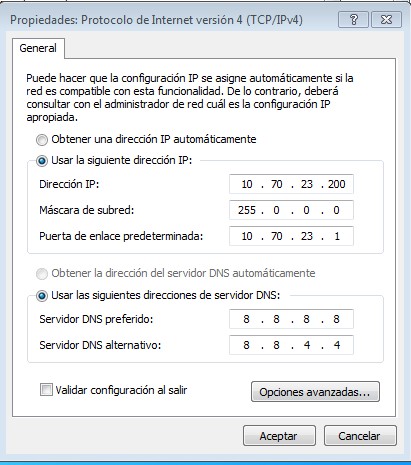 Propiedades: Protocolo de Internet versión 4 (TCP/IPv4)
General
Puede hacer que la configuración IP se asigne automáticamente si la
red es compatible con esta funcionalidad. De lo contrario, deberá
consultar con el administrador de red cuál es la configuración IP
apropiada.
Obtener una dirección IP automáticamente
Usar la siguiente dirección IP:
Dirección IP: 10 . 70 . 23 . 200
Máscara de subred: 255 . 0 . 0 . 0
Puerta de enlace predeterminada: 10 . 70 . 23 . 1
Obtener la dirección del servidor DNS automáticamente
Usar las siguientes direcciones de servidor DNS:
Servidor DNS preferido: 8 . 8 . 8 . 8
Servidor DNS alternativo: 8 . 8 . 4 . 4
Validar configuración al salir
Opciones avanzadas...
Aceptar Cancelar